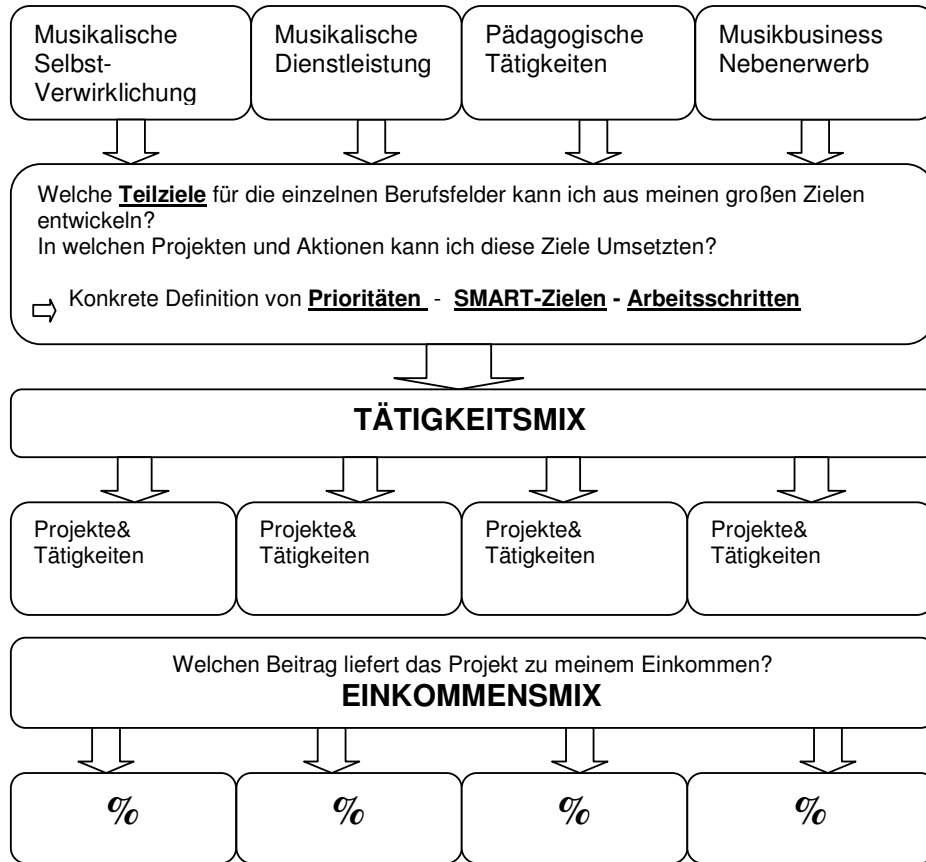 Musikalische
Selbst-
Verwirklichung
Musikalische
Dienstleistung
Pädagogische
Tätigkeiten
Musikbusiness
Nebenerwerb
Welche Teilziele für die einzelnen Berufsfelder kann ich aus meinen großen Zielen
entwickeln?
In welchen Projekten und Aktionen kann ich diese Ziele Umsetzten?
Konkrete Definition von Prioritäten - SMART-Zielen - Arbeitsschritten
TÄTIGKEITSMIX
Projekte&
Tätigkeiten
Projekte&
Tätigkeiten
Projekte&
Tätigkeiten
Projekte&
Tätigkeiten
Welchen Beitrag liefert das Projekt zu meinem Einkommen?
EINKOMMENSMIX
%
%
%
%